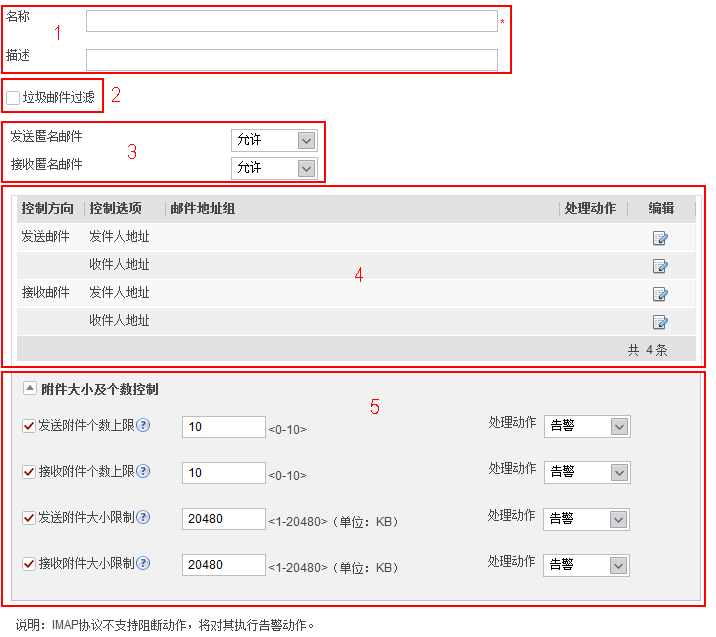 名称 1 *
描述
垃圾邮件过滤 2
发送匿名邮件 允许
3
接收匿名邮件 允许
控制方向 控制选项 邮件地址组 处理动作 编辑
发送邮件 发件人地址
收件人地址
4
接收邮件 发件人地址
收件人地址
共 4 条
附件大小及个数控制
5
发送附件个数上限 ? 10 <0-10> 处理动作 告警
接收附件个数上限 ? 10 <0-10> 处理动作 告警
发送附件大小限制 ? 20480 <1-20480>（单位：KB） 处理动作 告警
接收附件大小限制 ? 20480 <1-20480>（单位：KB） 处理动作 告警
说明：IMAP协议不支持阻断动作，将对其执行告警动作。